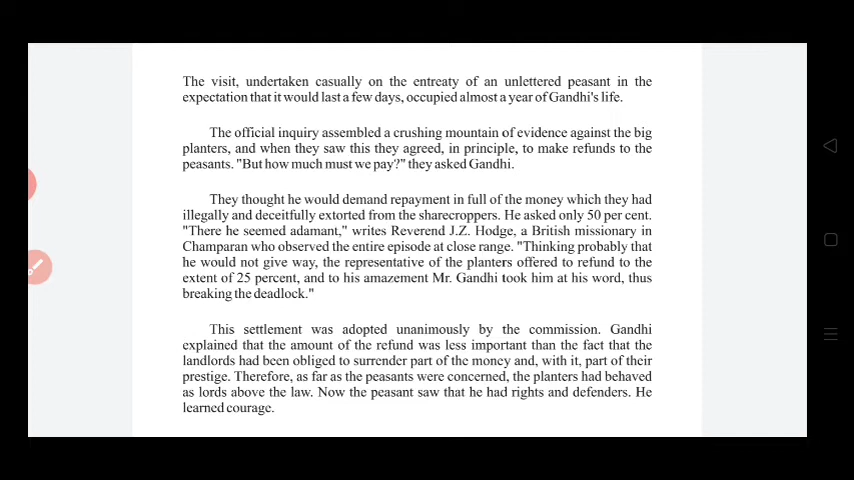 The visit, undertaken casually on the entreaty of an unlettered peasant in the
expectation that it would last a few days, occupied almost a year of Gandhi's life.
The official inquiry assembled a crushing mountain of evidence against the big
planters, and when they saw this they agreed, in principle, to make refunds to the
peasants. "But how much must we pay?" they asked Gandhi.
They thought he would demand repayment in full of the money which they had
illegally and deceitfully extorted from the sharecroppers. He asked only 50 per cent.
"There he seemed adamant," writes Reverend J.Z. Hodge, a British missionary in
Champaran who observed the entire episode at close range. "Thinking probably that
he would not give way, the representative of the planters offered to refund to the
extent of 25 percent, and to his amazement Mr. Gandhi took him at his word, thus
breaking the deadlock."
This settlement was adopted unanimously by the commission. Gandhi
explained that the amount of the refund was less important than the fact that the
landlords had been obliged to surrender part of the money and, with it, part of their
prestige. Therefore, as far as the peasants were concerned, the planters had behaved
as lords above the law. Now the peasant saw that he had rights and defenders. He
learned courage.